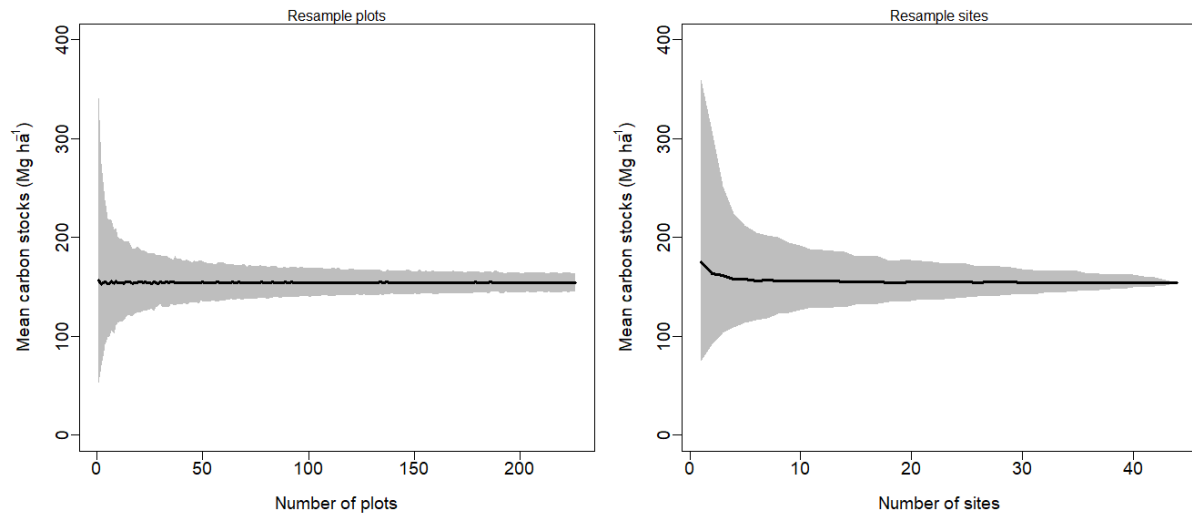 Resample plots
Mean carbon stocks (Mg ha⁻¹)
400
300
200
100
0
0 50 100 150 200
Number of plots
Resample sites
Mean carbon stocks (Mg ha⁻¹)
400
300
200
100
0
0 10 20 30 40
Number of sites